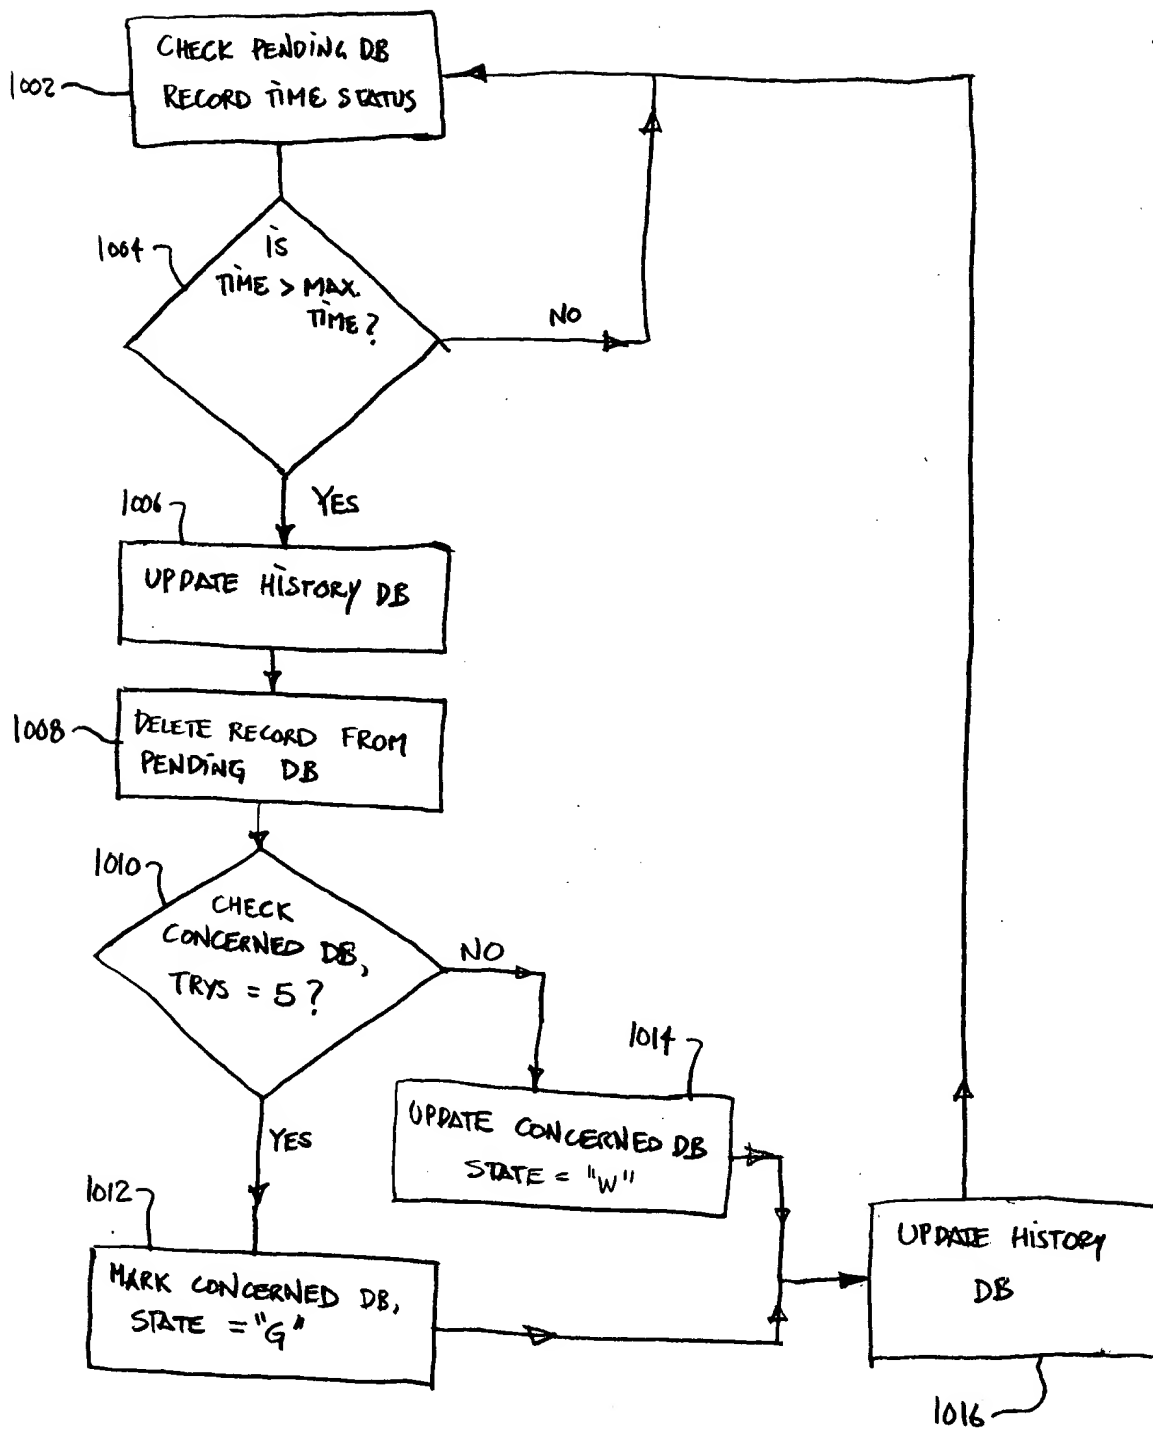 CHECK PENDING DB
RECORD TIME STATUS
1002
1004
IS
TIME > MAX.
TIME?
NO
YES
1006
UPDATE HISTORY DB
1008
DELETE RECORD FROM
PENDING DB
1010
CHECK
CONCERNED DB,
TRYS = 5?
NO
YES
1014
UPDATE CONCERNED DB
STATE = "W"
1012
MARK CONCERNED DB,
STATE = "G"
UPDATE HISTORY
DB
1016